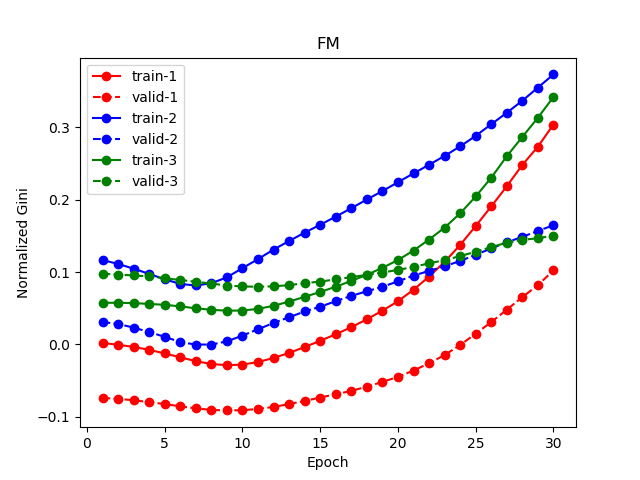 FM
train-1
valid-1
train-2
valid-2
train-3
valid-3
Normalized Gini
0.3
0.2
0.1
0.0
−0.1
0 5 10 15 20 25 30
Epoch